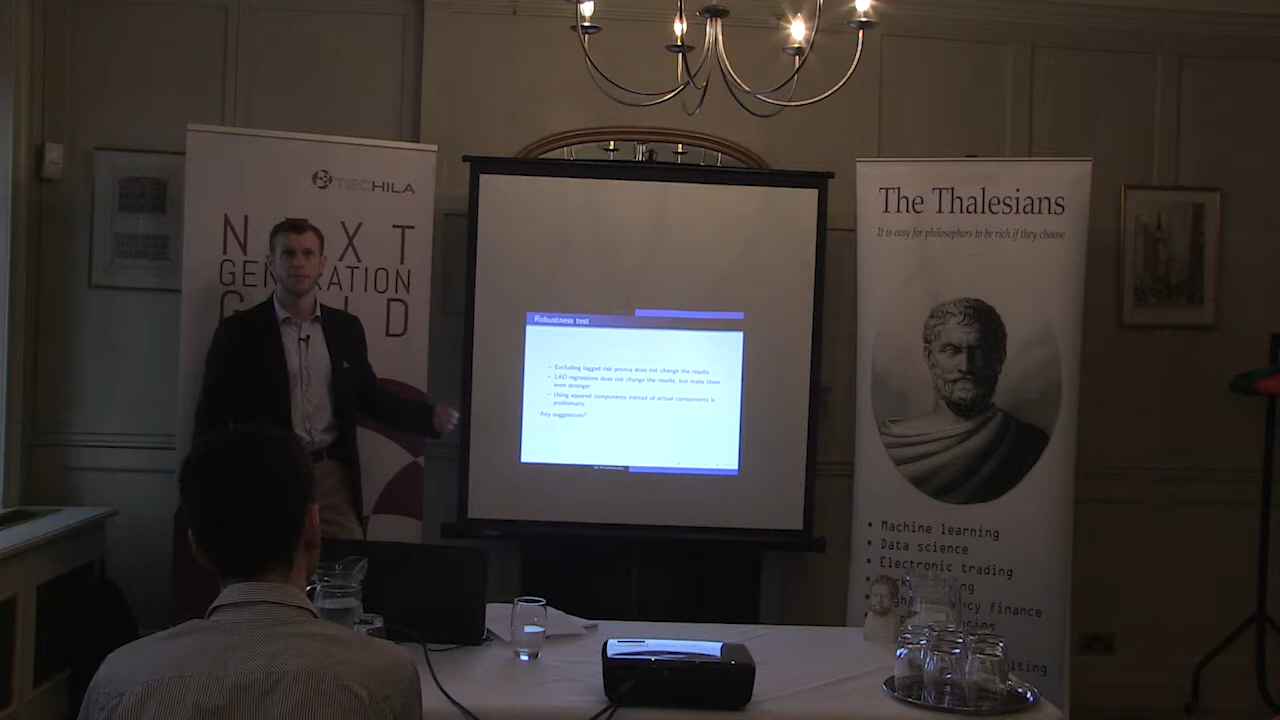 TECHILA
N XT
GEN RATION
G D
Robustness test
– Excluding lagged risk premia does not change the results
– LAD regressions does not change the results, but make them
even stronger
– Using squared components instead of actual components is
problematic
Any suggestions?
The Thalesians
It is easy for philosophers to be rich if they choose
• Machine learning
• Data science
• Electronic trading
finance